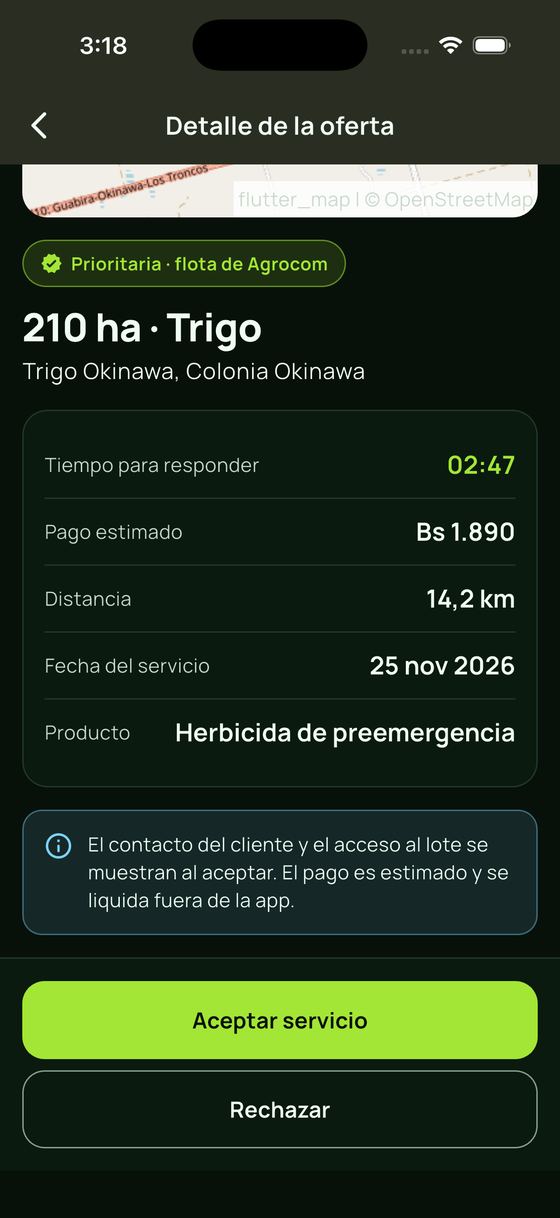 3:18
Detalle de la oferta
10: Guabira-Okinawa-Los Troncos
flutter_map | © OpenStreetMap
Prioritaria · flota de Agrocom
210 ha · Trigo
Trigo Okinawa, Colonia Okinawa
Tiempo para responder 02:47
Pago estimado Bs 1.890
Distancia 14,2 km
Fecha del servicio 25 nov 2026
Producto Herbicida de preemergencia
El contacto del cliente y el acceso al lote se
muestran al aceptar. El pago es estimado y se
liquida fuera de la app.
Aceptar servicio
Rechazar